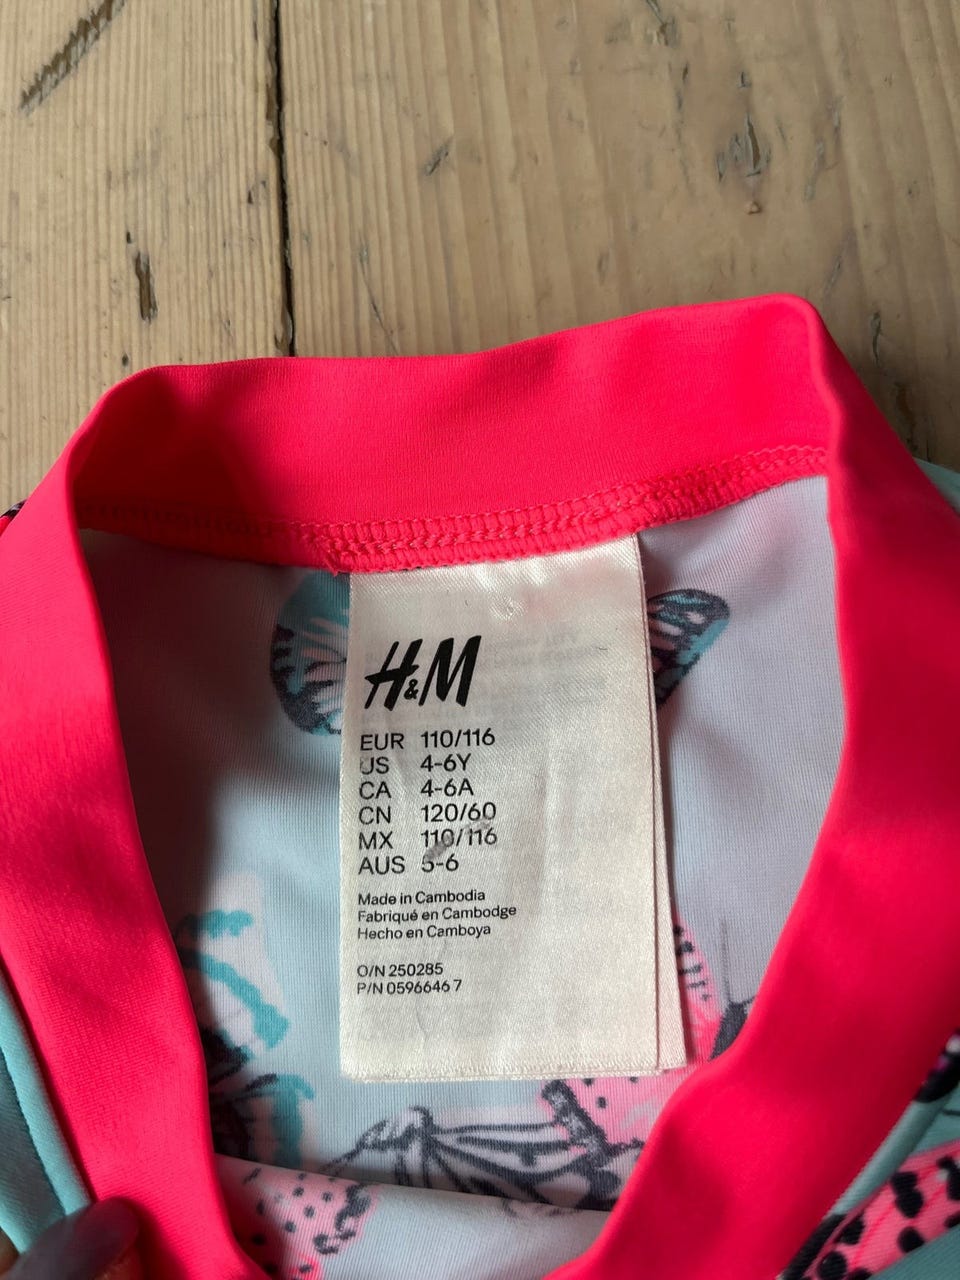 H&M
EUR 110/116
US 4-6Y
CA 4-6A
CN 120/60
MX 110/116
AUS 5-6
Made in Cambodia
Fabriqué en Cambodge
Hecho en Camboya
O/N 250285
P/N 0596646 7